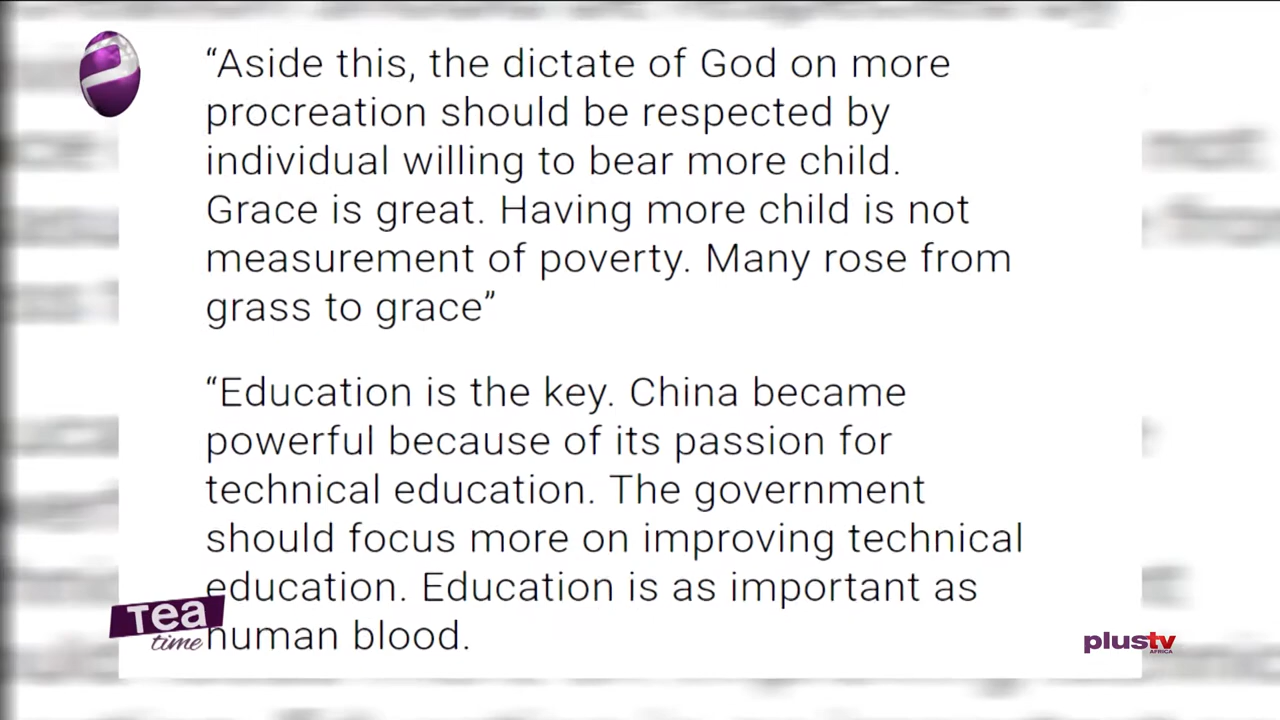 “Aside this, the dictate of God on more
procreation should be respected by
individual willing to bear more child.
Grace is great. Having more child is not
measurement of poverty. Many rose from
grass to grace”
“Education is the key. China became
powerful because of its passion for
technical education. The government
should focus more on improving technical
education. Education is as important as
human blood.
Tea
time
plustv
AFRICA